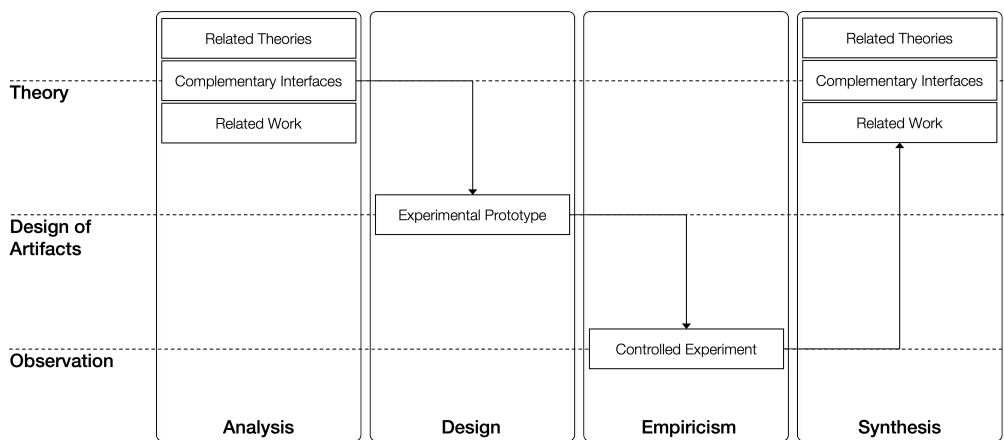 Related Theories
Complementary Interfaces
Related Work
Related Theories
Complementary Interfaces
Related Work
Theory
Experimental Prototype
Design of
Artifacts
Controlled Experiment
Observation
Analysis
Design
Empiricism
Synthesis